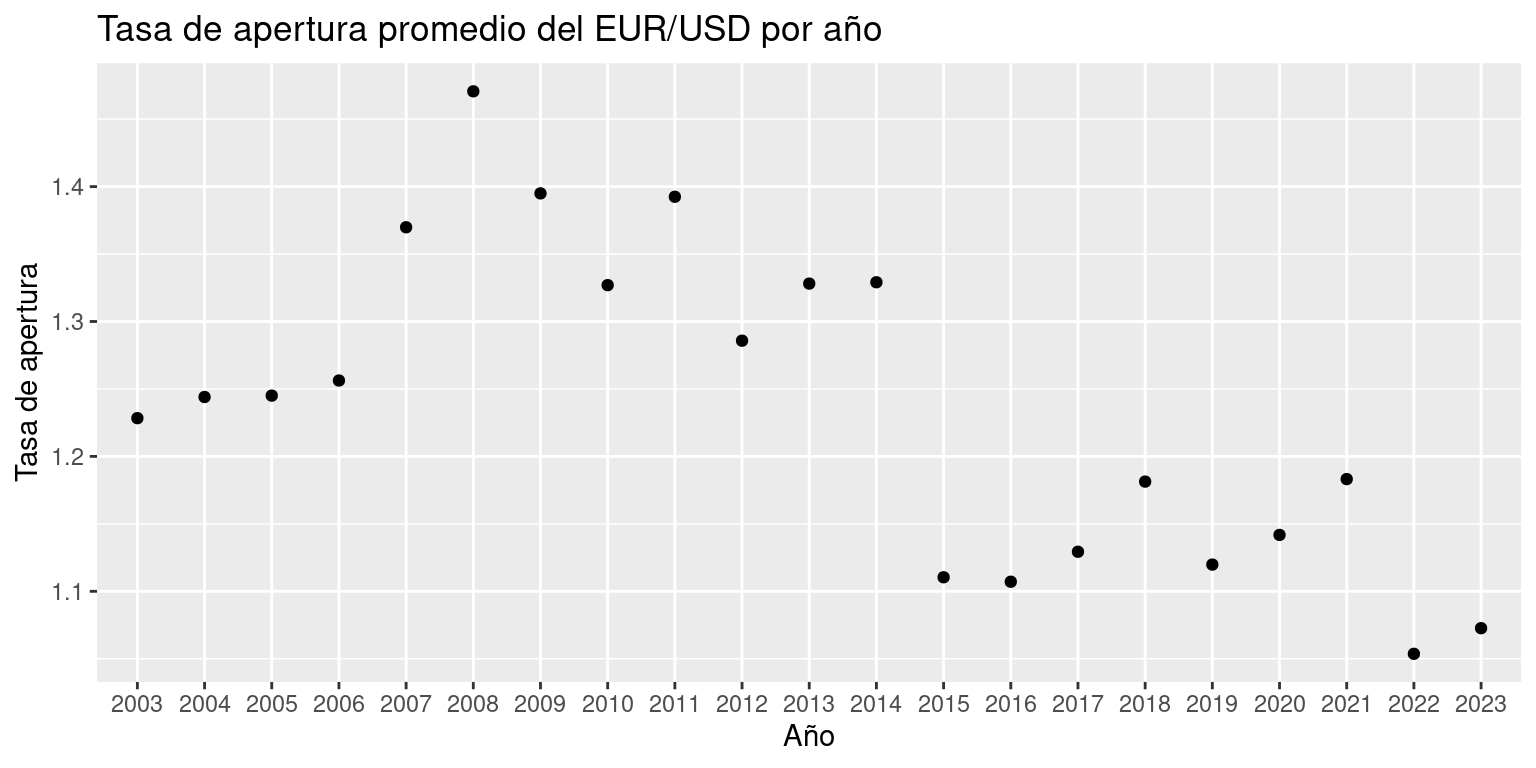 Tasa de apertura promedio del EUR/USD por año
Tasa de apertura
1.4
1.3
1.2
1.1
2003 2004 2005 2006 2007 2008 2009 2010 2011 2012 2013 2014 2015 2016 2017 2018 2019 2020 2021 2022 2023
Año